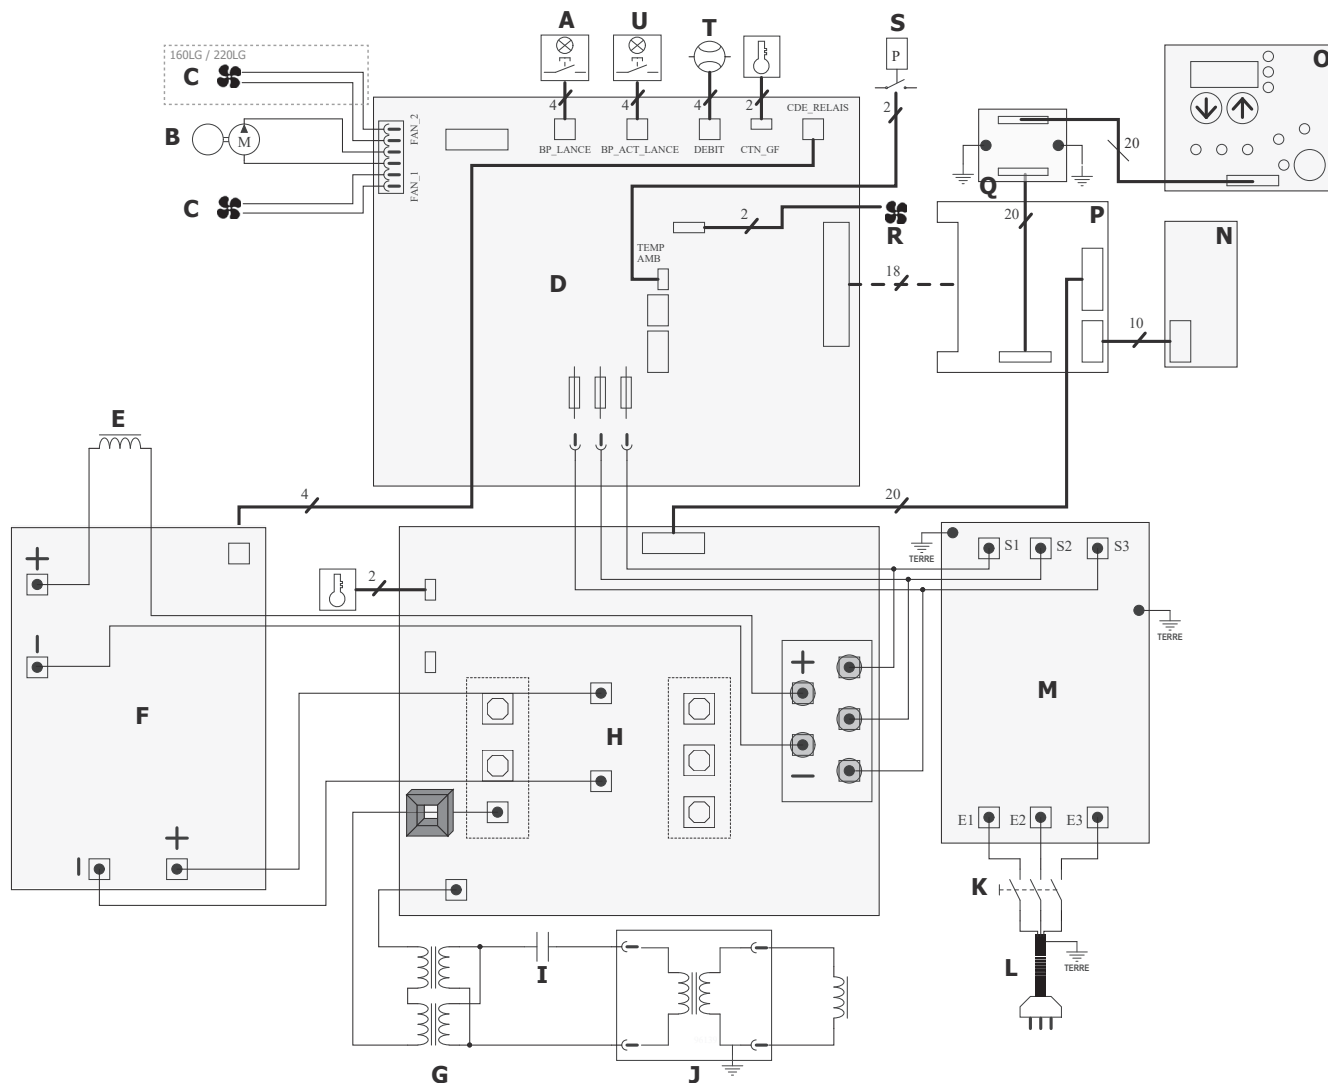 A
U
T
S
160LG / 220LG
C
P
O
B
M
FAN_2
4
4
4
2
CDE_RELAIS
2
20
BP_LANCE
BP_ACT_LANCE
DEBIT
CTN_GF
C
FAN_1
Q
20
P
2
R
N
TEMP
AMB
D
18
10
E
4
20
TERRE
S1
S2
S3
+
2
TERRE
+
M
F
H
−
+
E1
E2
E3
K
L
TERRE
I
G
J